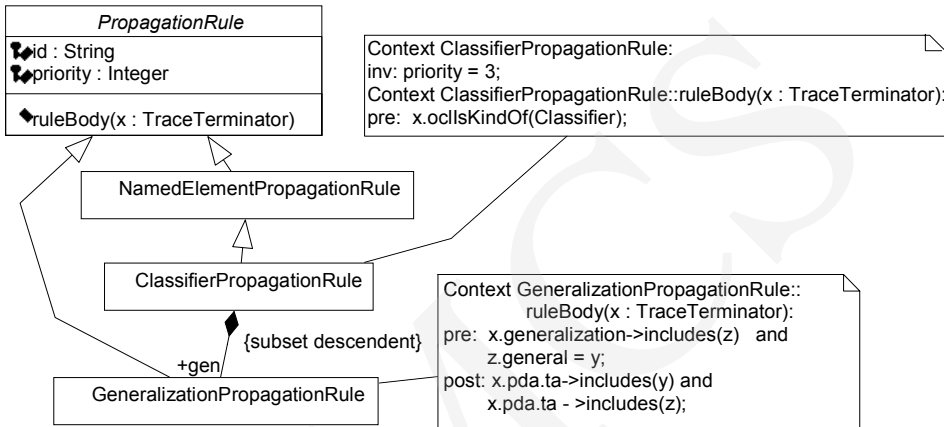 PropagationRule
id : String
priority : Integer
ruleBody(x : TraceTerminator)
Context ClassifierPropagationRule:
inv: priority = 3;
Context ClassifierPropagationRule::ruleBody(x : TraceTerminator):
pre: x.oclIsKindOf(Classifier);
NamedElementPropagationRule
ClassifierPropagationRule
{subset descendent}
+gen
GeneralizationPropagationRule
Context GeneralizationPropagationRule::
ruleBody(x : TraceTerminator):
pre: x.generalization->includes(z) and
z.general = y;
post: x.pda.ta->includes(y) and
x.pda.ta - >includes(z);